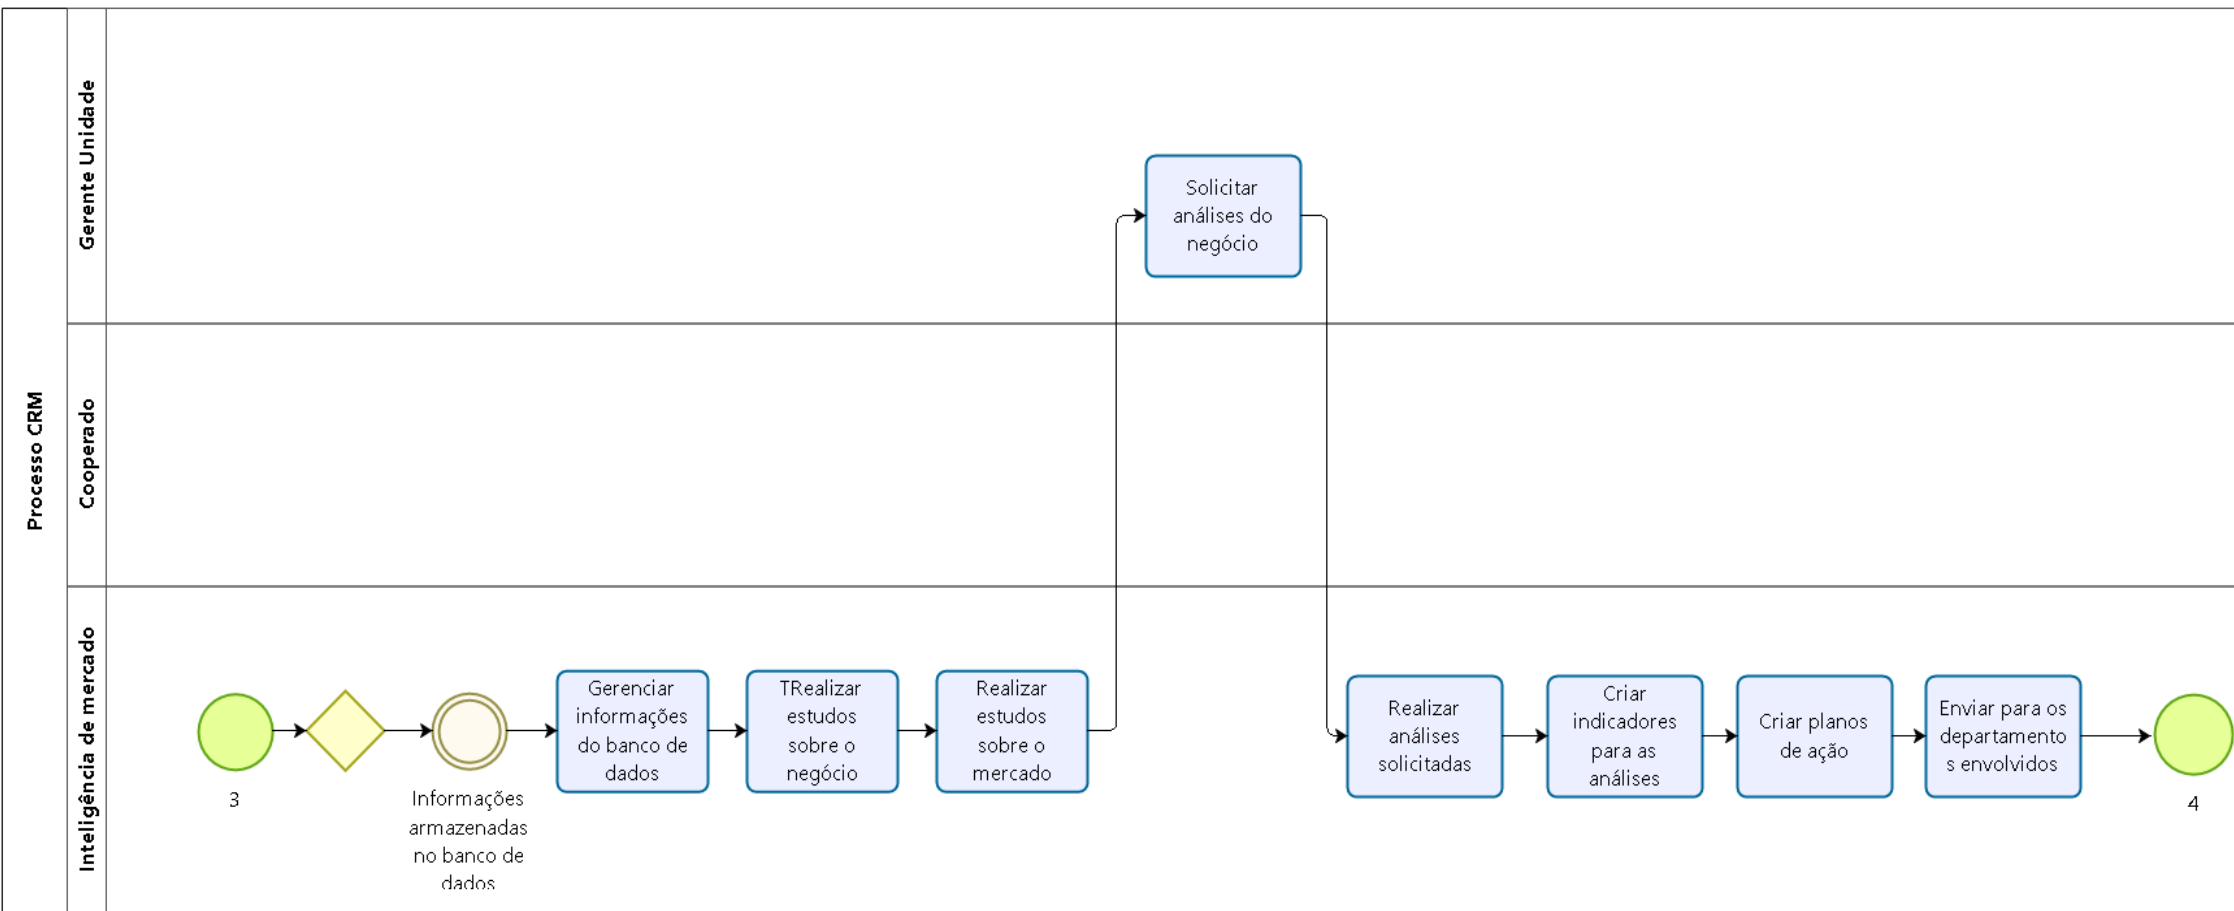 Processo CRM
Gerente Unidade
Solicitar
análises do
negócio
Cooperado
Inteligência de mercado
3
Informações
armazenadas
no banco de
dados
Gerenciar
informações
do banco de
dados
TRealizar
estudos
sobre o
negócio
Realizar
estudos
sobre o
mercado
Realizar
análises
solicitadas
Criar
indicadores
para as
análises
Criar planos
de ação
Enviar para os
departamento
s envolvidos
4